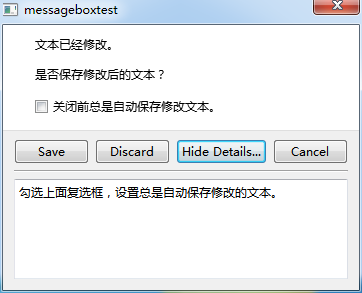 messageboxtest
文本已经修改。
是否保存修改后的文本？
关闭前总是自动保存修改文本。
Save Discard Hide Details... Cancel
勾选上面复选框，设置总是自动保存修改的文本。